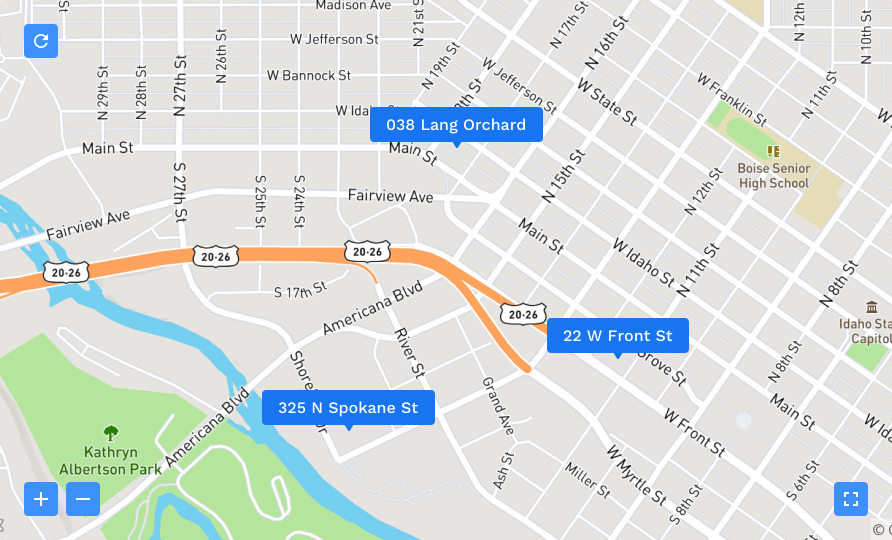 Madison Ave
N 21st S
N 17th St
N 16th St
N 12th
N 10th St
St
W Jefferson St
N 26th St
N 27th St
N 28th St
N 29th St
N 19th St
W Bannock St
W Jefferson St
W State St
W Franklin St
N 11th St
W Idaho
038 Lang Orchard
Main St
Main St
Boise Senior
High School
N 15th St
N 12th St
S 27th St
S 25th St
S 24th St
Fairview Ave
Fairview Ave
Main St
W Idaho St
N 11th St
N 8th St
20-26
20-26
20-26
20-26
S 17th St
Americana Blvd
Idaho Sta
Capitol
22 W Front St
River St
Grove St
N 8th St
Grand Ave
325 N Spokane St
Americana Blvd
Main St
W Front St
Kathryn
Albertson Park
Ash St
Miller St
W Myrtle St
S 8th St
S 6th St